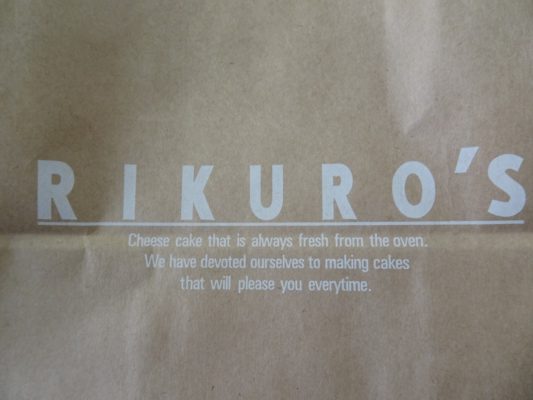 RIKURO'S
Cheese cake that is always fresh from the oven.
We have devoted ourselves to making cakes
that will please you everytime.